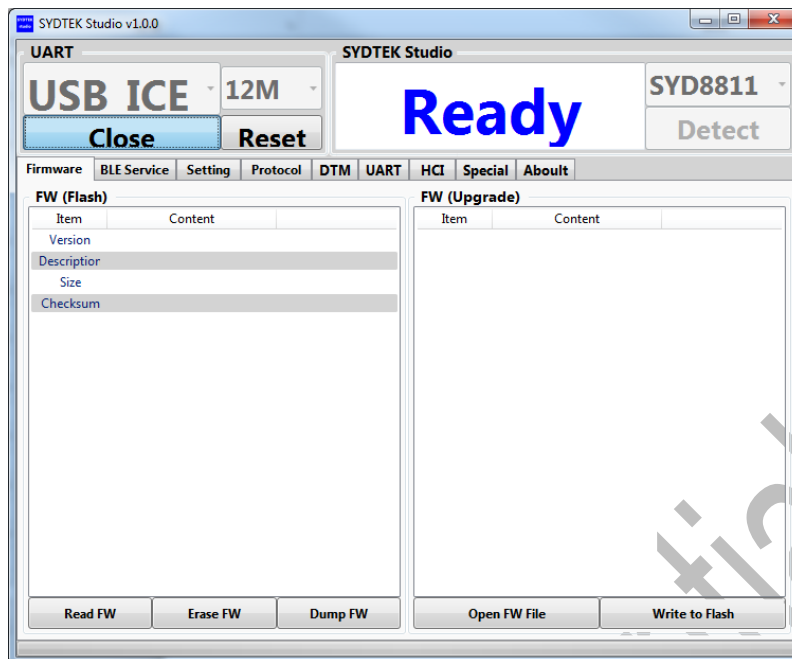 SYDTEK Studio v1.0.0
UART
SYDTEK Studio
USB ICE
12M
Close
Reset
Ready
SYD8811
Detect
Firmware BLE Service Setting Protocol DTM UART HCI Special Aboult
FW (Flash)
Item Content
Version
Descriptior
Size
Checksum
Read FW Erase FW Dump FW
FW (Upgrade)
Item Content
Open FW File Write to Flash